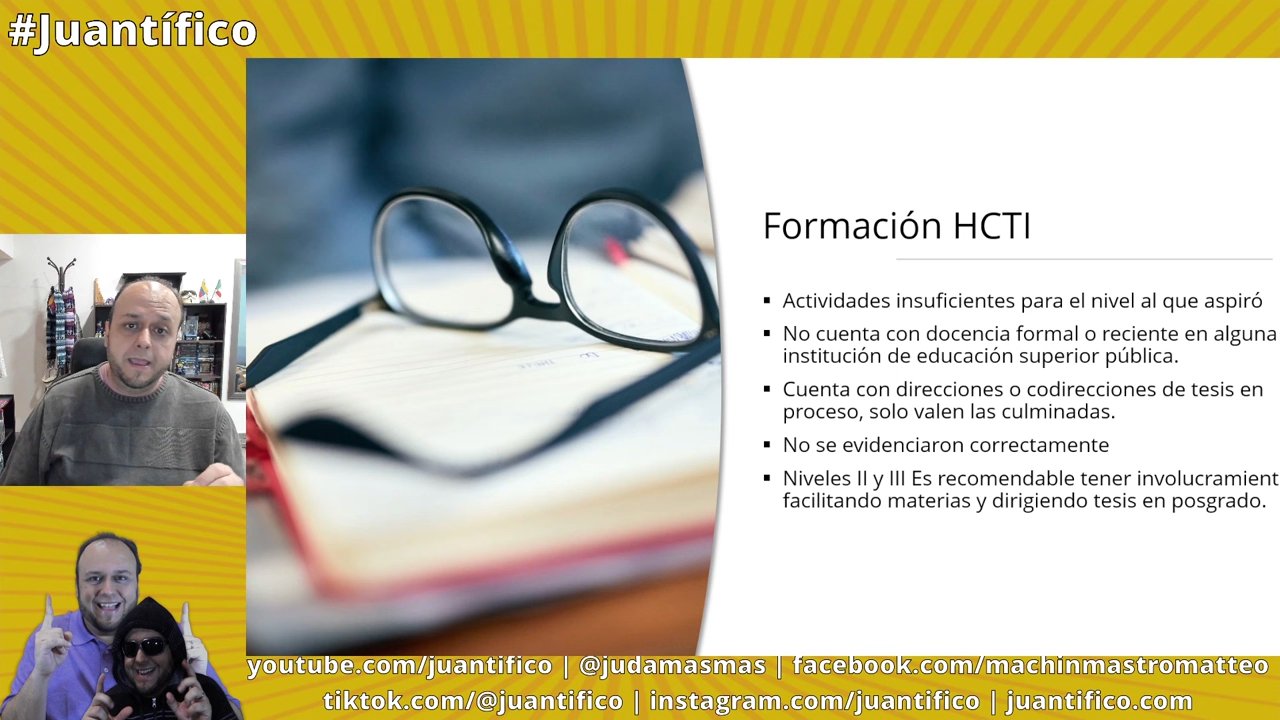 #Juantífico
Formación HCTI
▪ Actividades insuficientes para el nivel al que aspiró
▪ No cuenta con docencia formal o reciente en alguna
institución de educación superior pública.
▪ Cuenta con direcciones o codirecciones de tesis en
proceso, solo valen las culminadas.
▪ No se evidenciaron correctamente
▪ Niveles II y III Es recomendable tener involucramient
facilitando materias y dirigiendo tesis en posgrado.
youtube.com/juantifico | @judamasmas | facebook.com/machinmastromatteo
tiktok.com/@juantifico | instagram.com/juantifico | juantifico.com